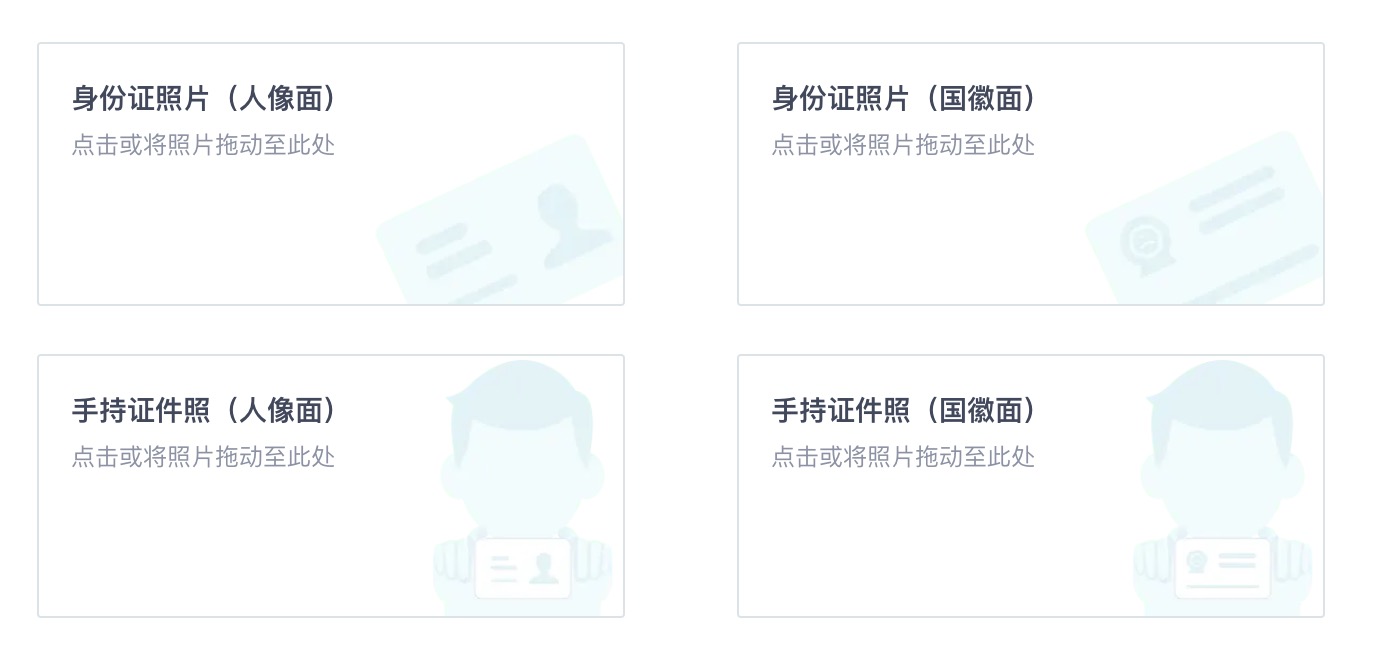 身份证照片（人像面）
点击或将照片拖动至此处
身份证照片（国徽面）
点击或将照片拖动至此处
手持证件照（人像面）
点击或将照片拖动至此处
手持证件照（国徽面）
点击或将照片拖动至此处